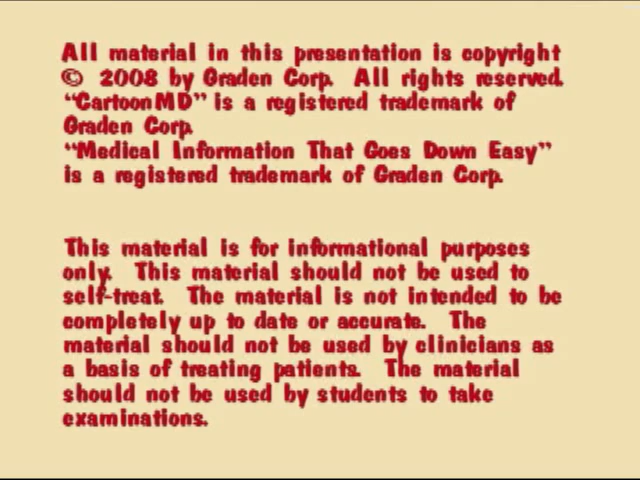 All material in this presentation is copyright
© 2008 by Graden Corp. All rights reserved.
“CartoonMD” is a registered trademark of
Graden Corp.
“Medical Information That Goes Down Easy”
is a registered trademark of Graden Corp.
This material is for informational purposes
only. This material should not be used to
self-treat. The material is not intended to be
completely up to date or accurate. The
material should not be used by clinicians as
a basis of treating patients. The material
should not be used by students to take
examinations.